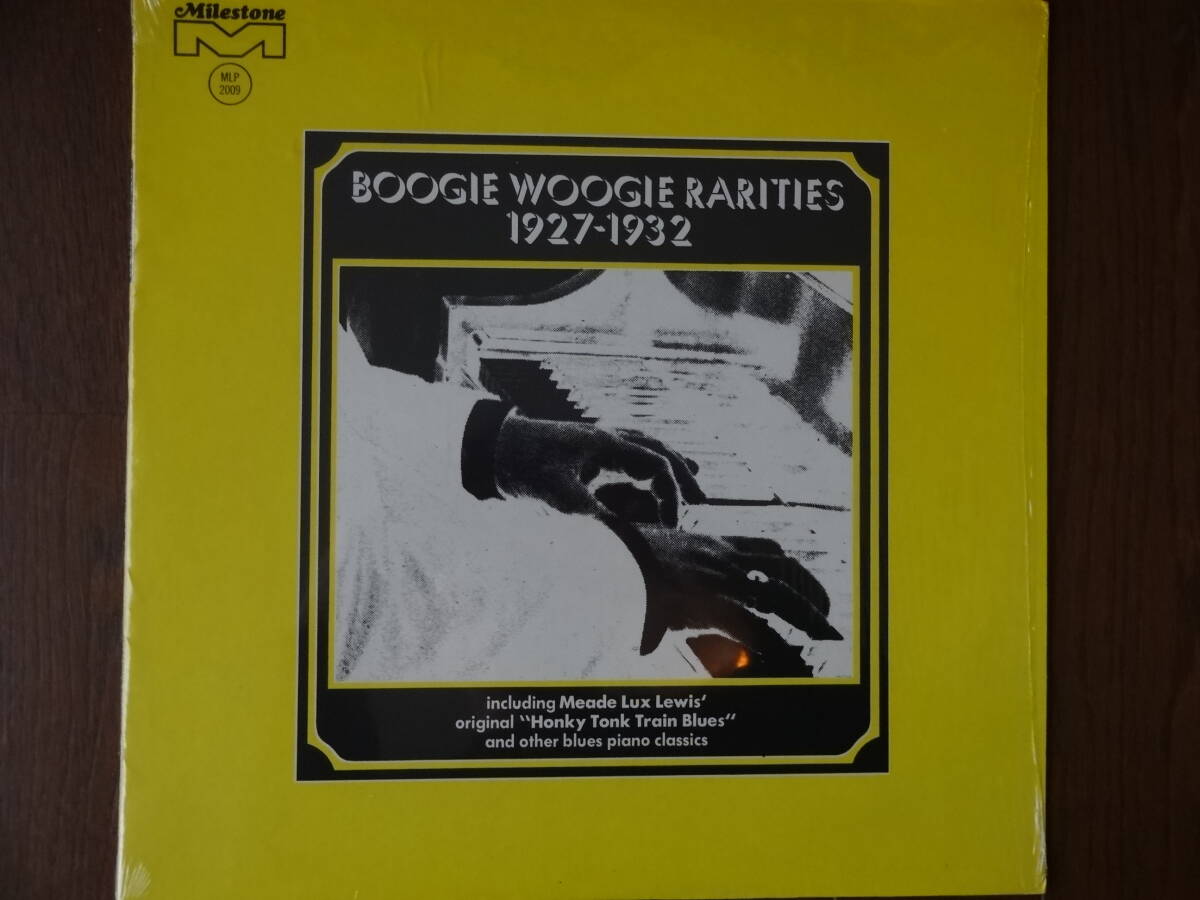 Milestone
M
MLP
2009
BOOGIE WOOGIE RARITIES
1927-1932
including Meade Lux Lewis'
original "Honky Tonk Train Blues"
and other blues piano classics